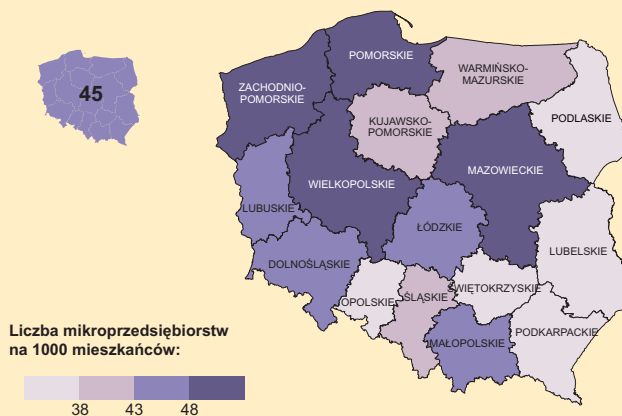 POMORSKIE
WARMIŃSKO-
MAZURSKIE
ZACHODNIO-
POMORSKIE
45
KUJAWSKO-
POMORSKIE
PODLASKIE
MAZOWIECKIE
WIELKOPOLSKIE
LUBUSKIE
ŁÓDZKIE
LUBELSKIE
DOLNOŚLĄSKIE
OPOLSKIE
ŚLĄSKIE
ŚWIĘTOKRZYSKIE
PODKARPACKIE
MAŁOPOLSKIE
Liczba mikroprzedsiębiorstw
na 1000 mieszkańców:
38 43 48